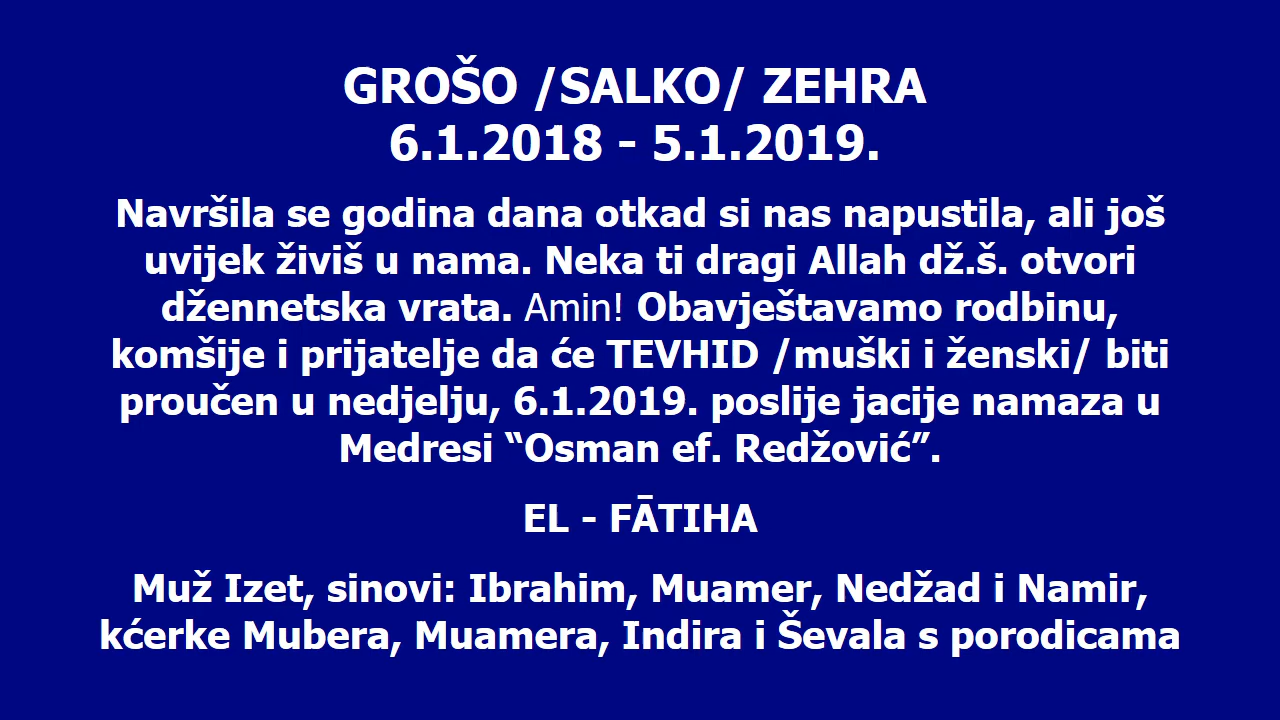 GROŠO /SALKO/ ZEHRA
6.1.2018 - 5.1.2019.
Navršila se godina dana otkad si nas napustila, ali još
uvijek živiš u nama. Neka ti dragi Allah dž.š. otvori
džennetska vrata. Amin! Obavještavamo rodbinu,
komšije i prijatelje da će TEVHID /muški i ženski/ biti
proučen u nedjelju, 6.1.2019. poslije jacije namaza u
Medresi “Osman ef. Redžović”.
EL - FĀTIHA
Muž Izet, sinovi: Ibrahim, Muamer, Nedžad i Namir,
kćerke Mubera, Muamera, Indira i Ševala s porodicama